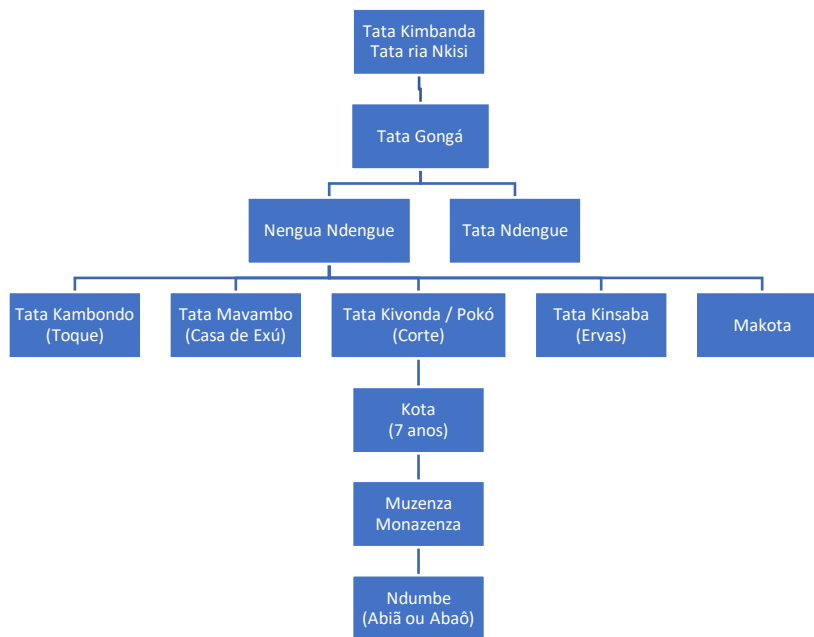 Tata Kimbanda
Tata ria Nkisi
Tata Gongá
Nengua Ndengue
Tata Ndengue
Tata Kambondo
(Toque)
Tata Mavambo
(Casa de Exú)
Tata Kivonda / Pokó
(Corte)
Tata Kinsaba
(Ervas)
Makota
Kota
(7 anos)
Muzenza
Monazenza
Ndumbe
(Abiã ou Abaô)